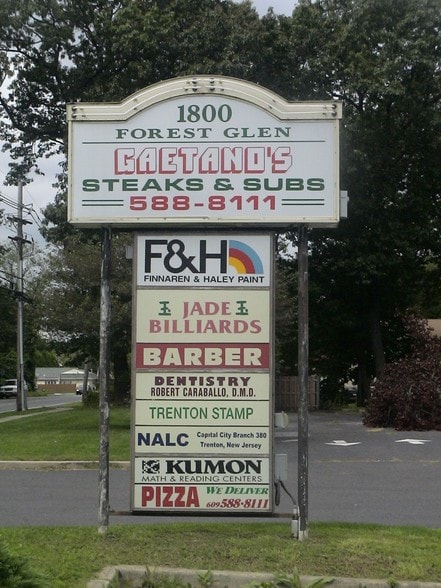 1800
FOREST GLEN
GAETANO'S
STEAKS & SUBS
588-8111
F&H
FINNAREN & HALEY PAINT
JADE
BILLIARDS
BARBER
DENTISTRY
ROBERT CARABALLO, D.M.D.
TRENTON STAMP
NALC Capital City Branch 380
Trenton, New Jersey
KUMON
MATH & READING CENTERS
PIZZA WE DELIVER
609 588-8111